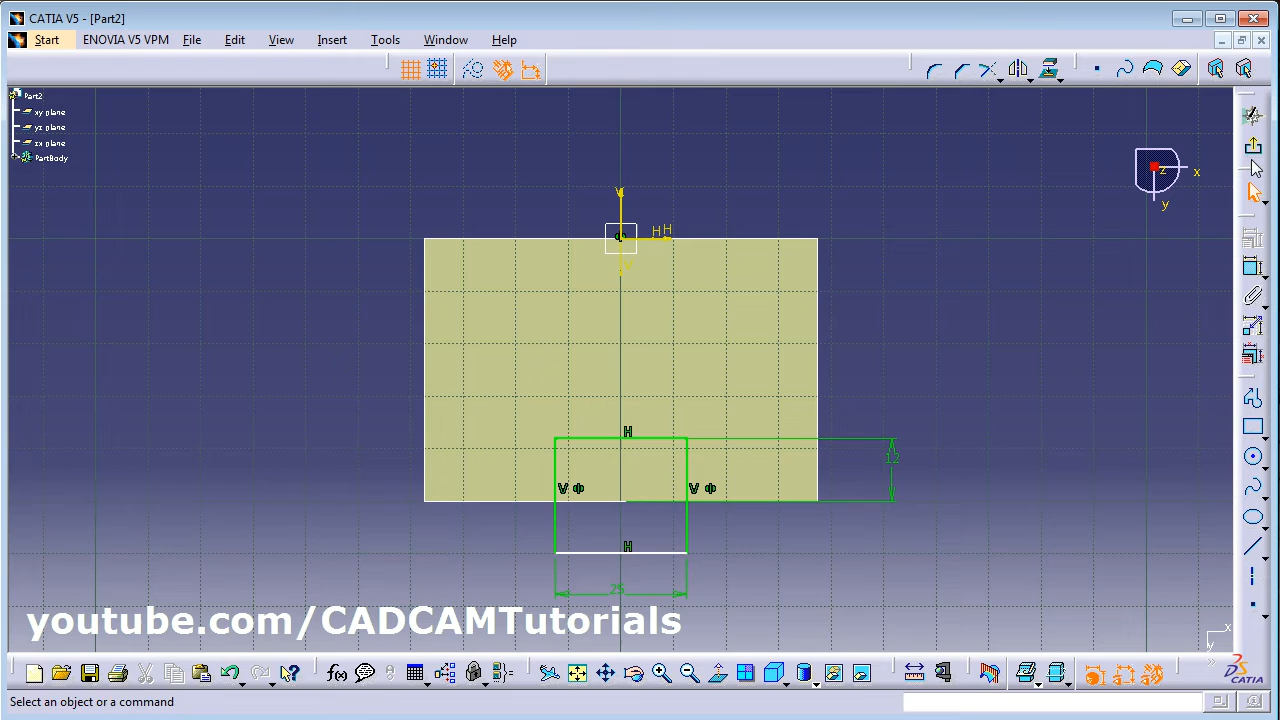 CATIA V5 - [Part2]
Start ENOVIA V5 VPM File Edit View Insert Tools Window Help
Part2
xy plane
yz plane
zx plane
PartBody
z x
y
V
H H
V
H
12
V V
H
25
youtube.com/CADCAMTutorials
x
y
f(x)
DS
CATIA
Select an object or a command